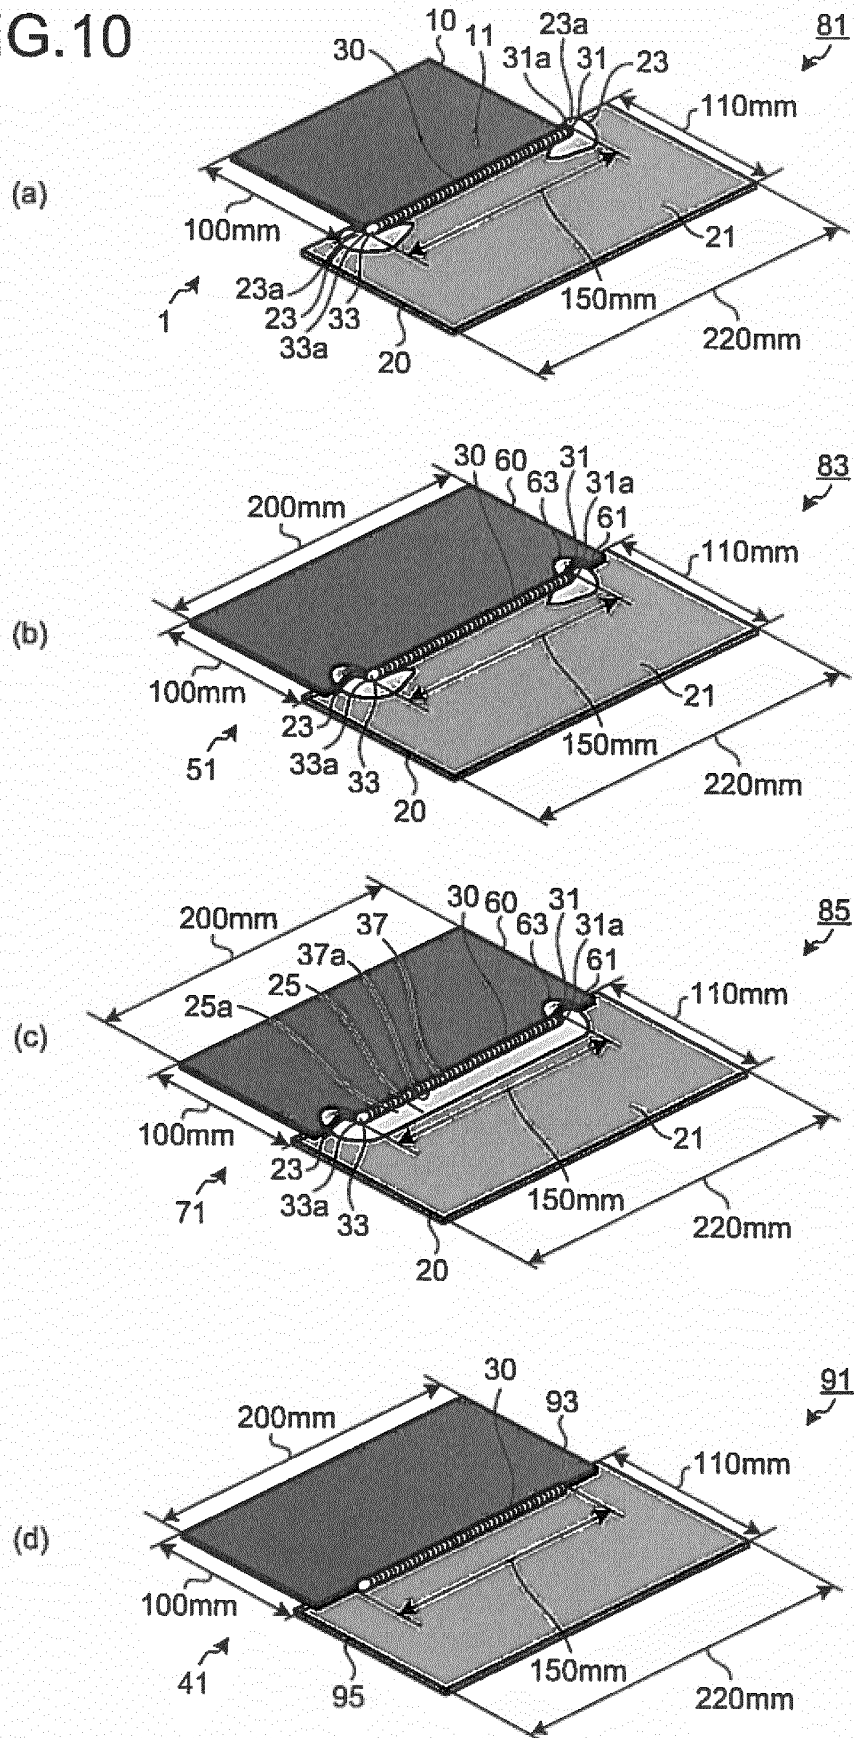 G.10
(a)
10
11
30
23a
31a
31
23
81
110mm
100mm
21
150mm
220mm
23a
23
33
33a
20
1
(b)
200mm
30
60
63
31
31a
61
83
110mm
100mm
21
150mm
220mm
23
33a
33
20
51
(c)
200mm
30
60
63
31
31a
61
85
37
37a
25
25a
110mm
100mm
21
150mm
220mm
23
33a
33
20
71
(d)
200mm
30
93
91
110mm
100mm
150mm
220mm
41
95